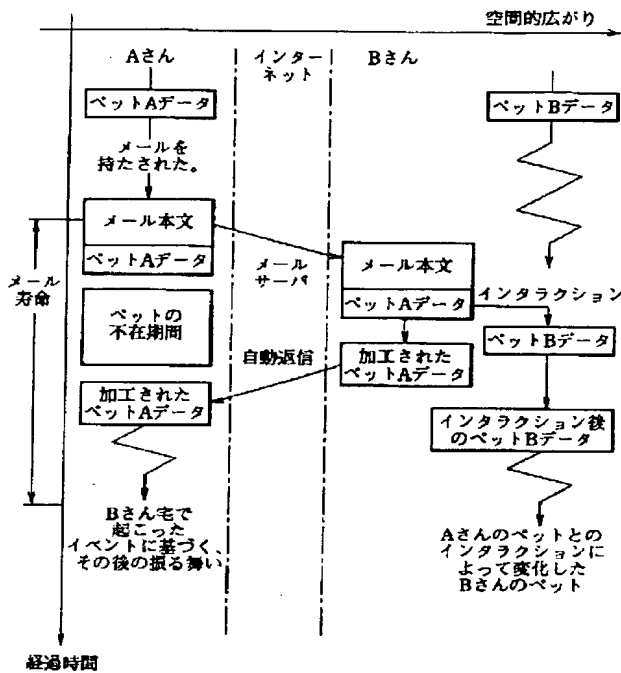 空間的広がり
Aさん
インター
ネット
Bさん
ペットAデータ
ペットBデータ
メールを
持たされた。
メール本文
ペットAデータ
メール
寿命
メール
サーバ
メール本文
ペットAデータ
インタラクション
ペットBデータ
ペットの
不在期間
自動返信
加工された
ペットAデータ
加工された
ペットAデータ
インタラクション後
のペットBデータ
Bさん宅で
起こった
イベントに基づく、
その後の振る舞い
Aさんのペットとの
インタラクションに
よって変化した
Bさんのペット
経過時間